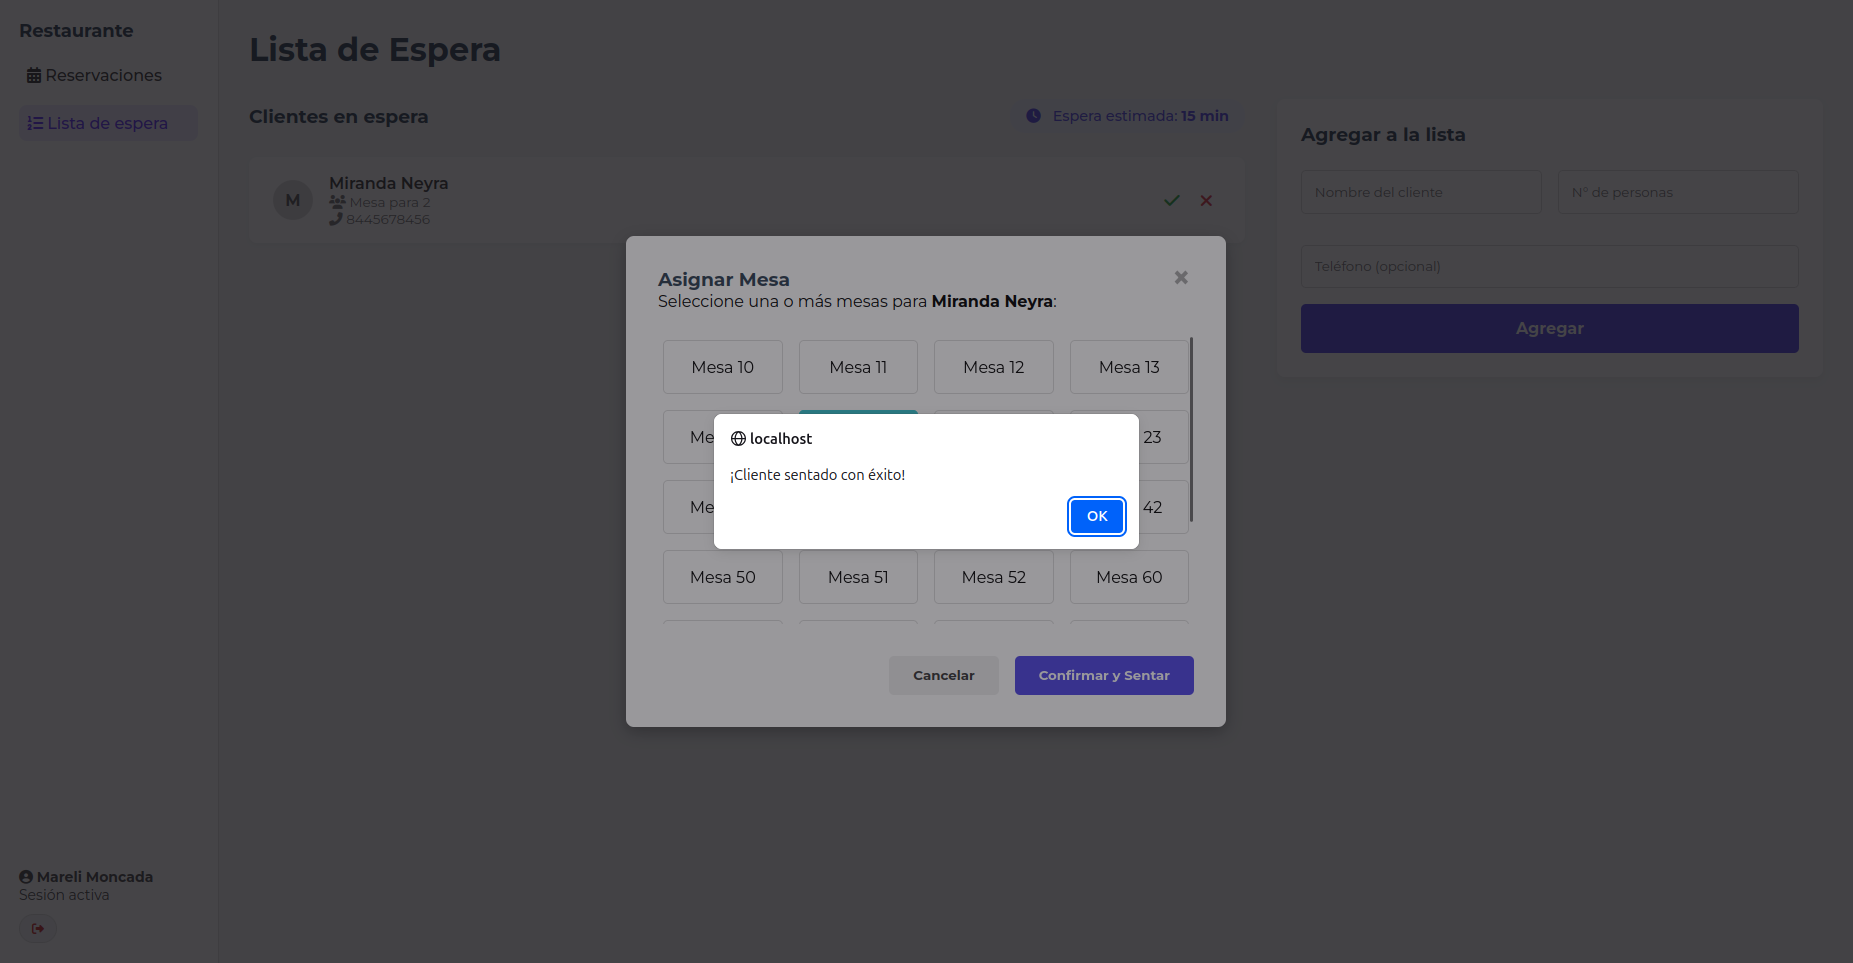 Restaurante
Reservaciones
Lista de espera
Lista de Espera
Clientes en espera
Espera estimada: 15 min
M
Miranda Neyra
Mesa para 2
8445678456
Agregar a la lista
Nombre del cliente
Nº de personas
Teléfono (opcional)
Agregar
Asignar Mesa
Seleccione una o más mesas para Miranda Neyra:
Mesa 10
Mesa 11
Mesa 12
Mesa 13
Me
23
Me
42
localhost
¡Cliente sentado con éxito!
OK
Mesa 50
Mesa 51
Mesa 52
Mesa 60
Cancelar
Confirmar y Sentar
Mareli Moncada
Sesión activa